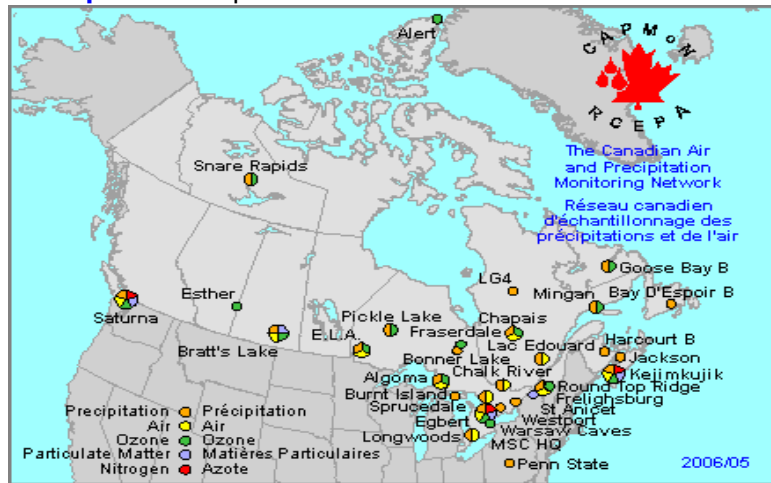 Alert
CAPMoN
RCEPA
The Canadian Air
and Precipitation
Monitoring Network
Réseau canadien
d'échantillonnage des
précipitations et de l'air
Snare Rapids
Goose Bay B
LG4
Mingan
Bay D'Espoir B
Esther
Saturna
Pickle Lake
Chapais
Fraserdale
Bratt's Lake
E.L.A.
Lac Edouard
Harcourt B
Bonner Lake
Jackson
Chalk River
Kejimkujik
Algoma
Round Top Ridge
Burnt Island
Frelighsburg
Sprucedale
St Anicet
Egbert
Westport
Warsaw Caves
Longwoods
MSC HQ
Penn State
Precipitation Précipitation
Air Air
Ozone Ozone
Particulate Matter Matières Particulaires
Nitrogen Azote
2006/05